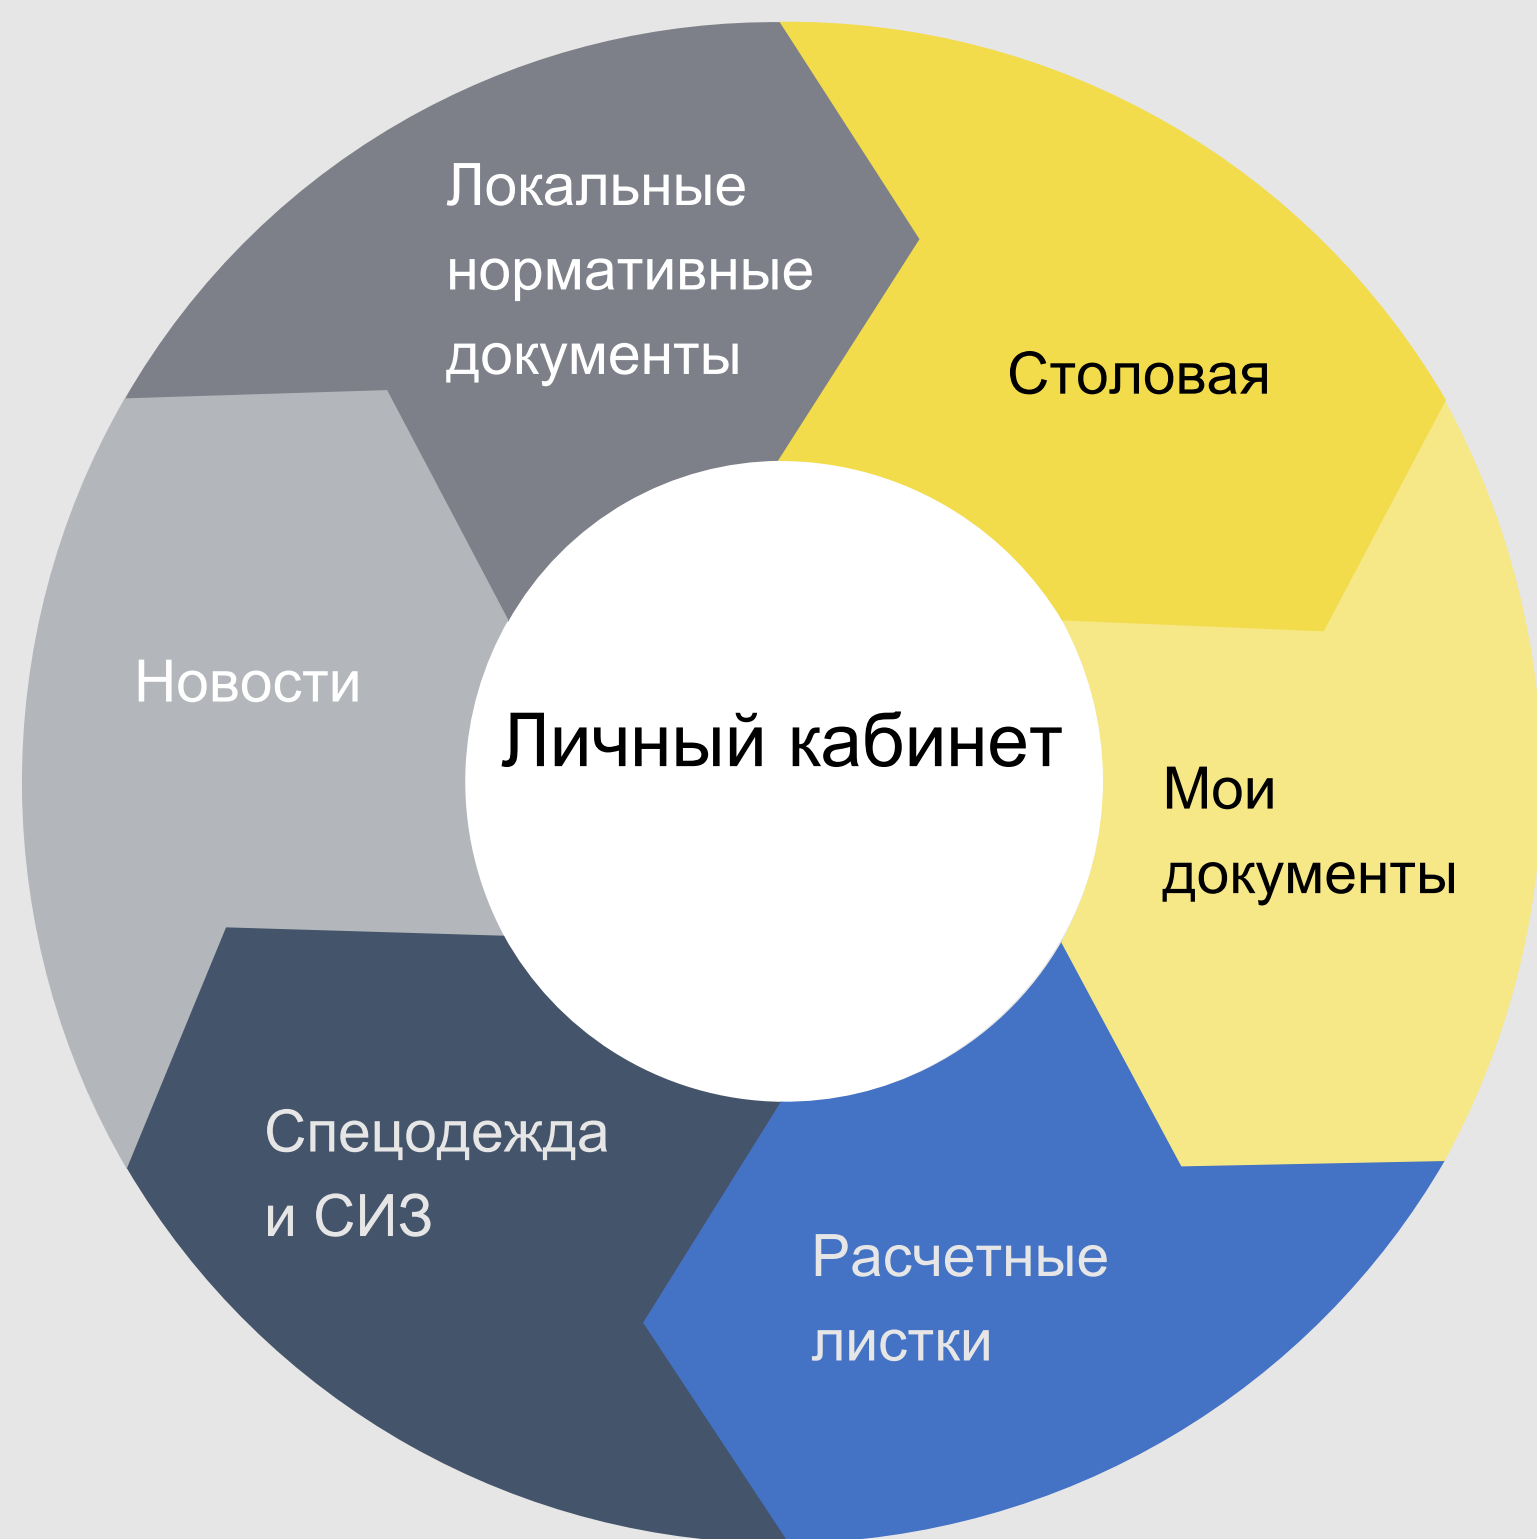 Локальные
нормативные
документы
Столовая
Новости
Личный кабинет
Мои
документы
Спецодежда
и СИЗ
Расчетные
листки